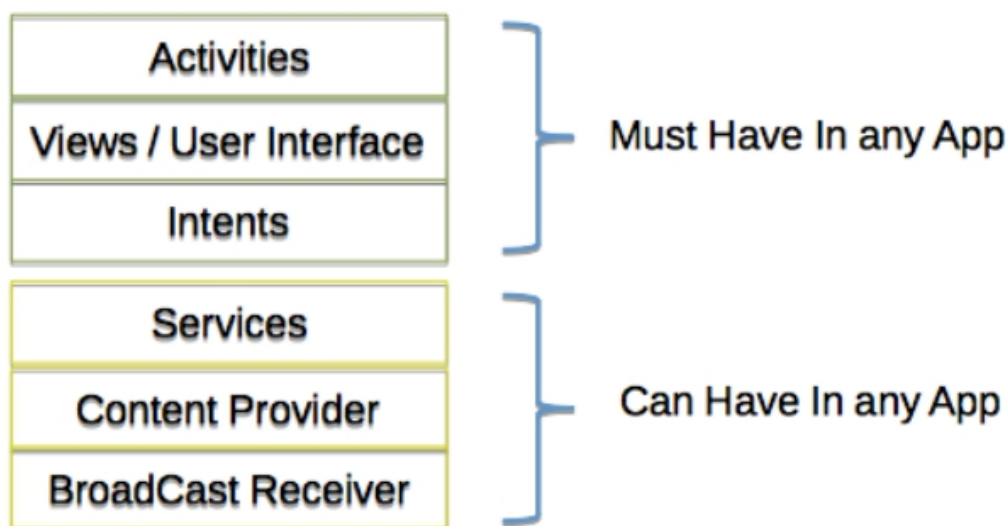 Activities
Views / User Interface
Intents
Must Have In any App
Services
Content Provider
BroadCast Receiver
Can Have In any App